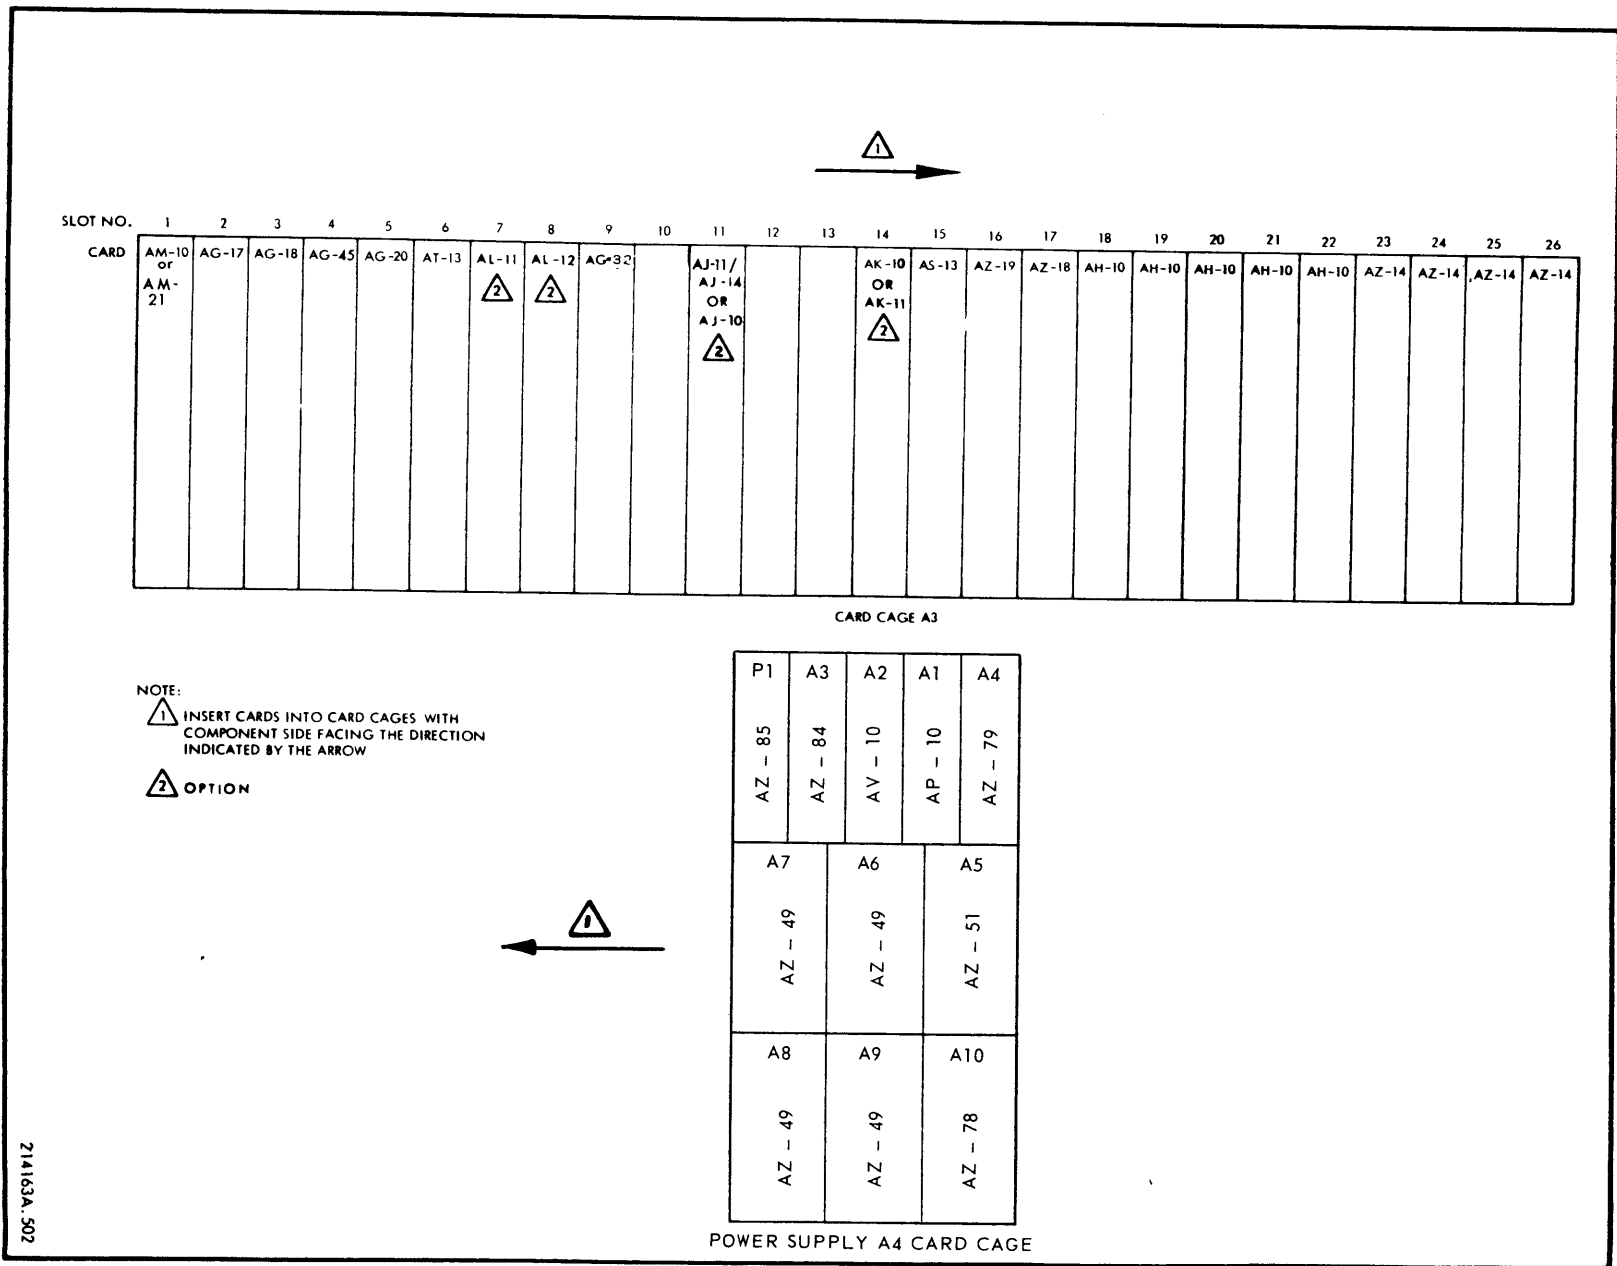 1
SLOT NO. 1 2 3 4 5 6 7 8 9 10 11 12 13 14 15 16 17 18 19 20 21 22 23 24 25 26
CARD
AM-10 or AM-21
AG-17
AG-18
AG-45
AG-20
AT-13
AL-11 2
AL-12 2
AG-32
AJ-11/ AJ-14 OR AJ-10 2
AK-10 OR AK-11 2
AS-13
AZ-19
AZ-18
AH-10
AH-10
AH-10
AH-10
AH-10
AZ-14
AZ-14
AZ-14
AZ-14
CARD CAGE A3
NOTE:
1 INSERT CARDS INTO CARD CAGES WITH
COMPONENT SIDE FACING THE DIRECTION
INDICATED BY THE ARROW
2 OPTION
1
P1 A3 A2 A1 A4
AZ - 85
AZ - 84
AV - 10
AP - 10
AZ - 79
A7 A6 A5
AZ - 49
AZ - 49
AZ - 51
A8 A9 A10
AZ - 49
AZ - 49
AZ - 78
POWER SUPPLY A4 CARD CAGE
214163A.502